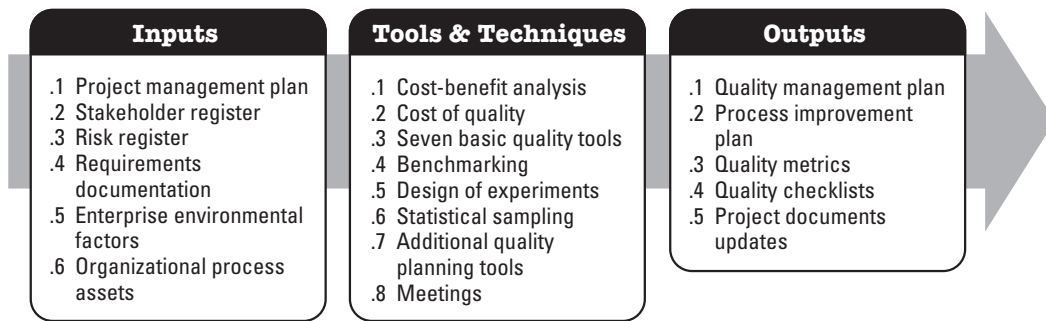 Inputs
.1 Project management plan
.2 Stakeholder register
.3 Risk register
.4 Requirements
documentation
.5 Enterprise environmental
factors
.6 Organizational process
assets
Tools & Techniques
.1 Cost-benefit analysis
.2 Cost of quality
.3 Seven basic quality tools
.4 Benchmarking
.5 Design of experiments
.6 Statistical sampling
.7 Additional quality
planning tools
.8 Meetings
Outputs
.1 Quality management plan
.2 Process improvement
plan
.3 Quality metrics
.4 Quality checklists
.5 Project documents
updates